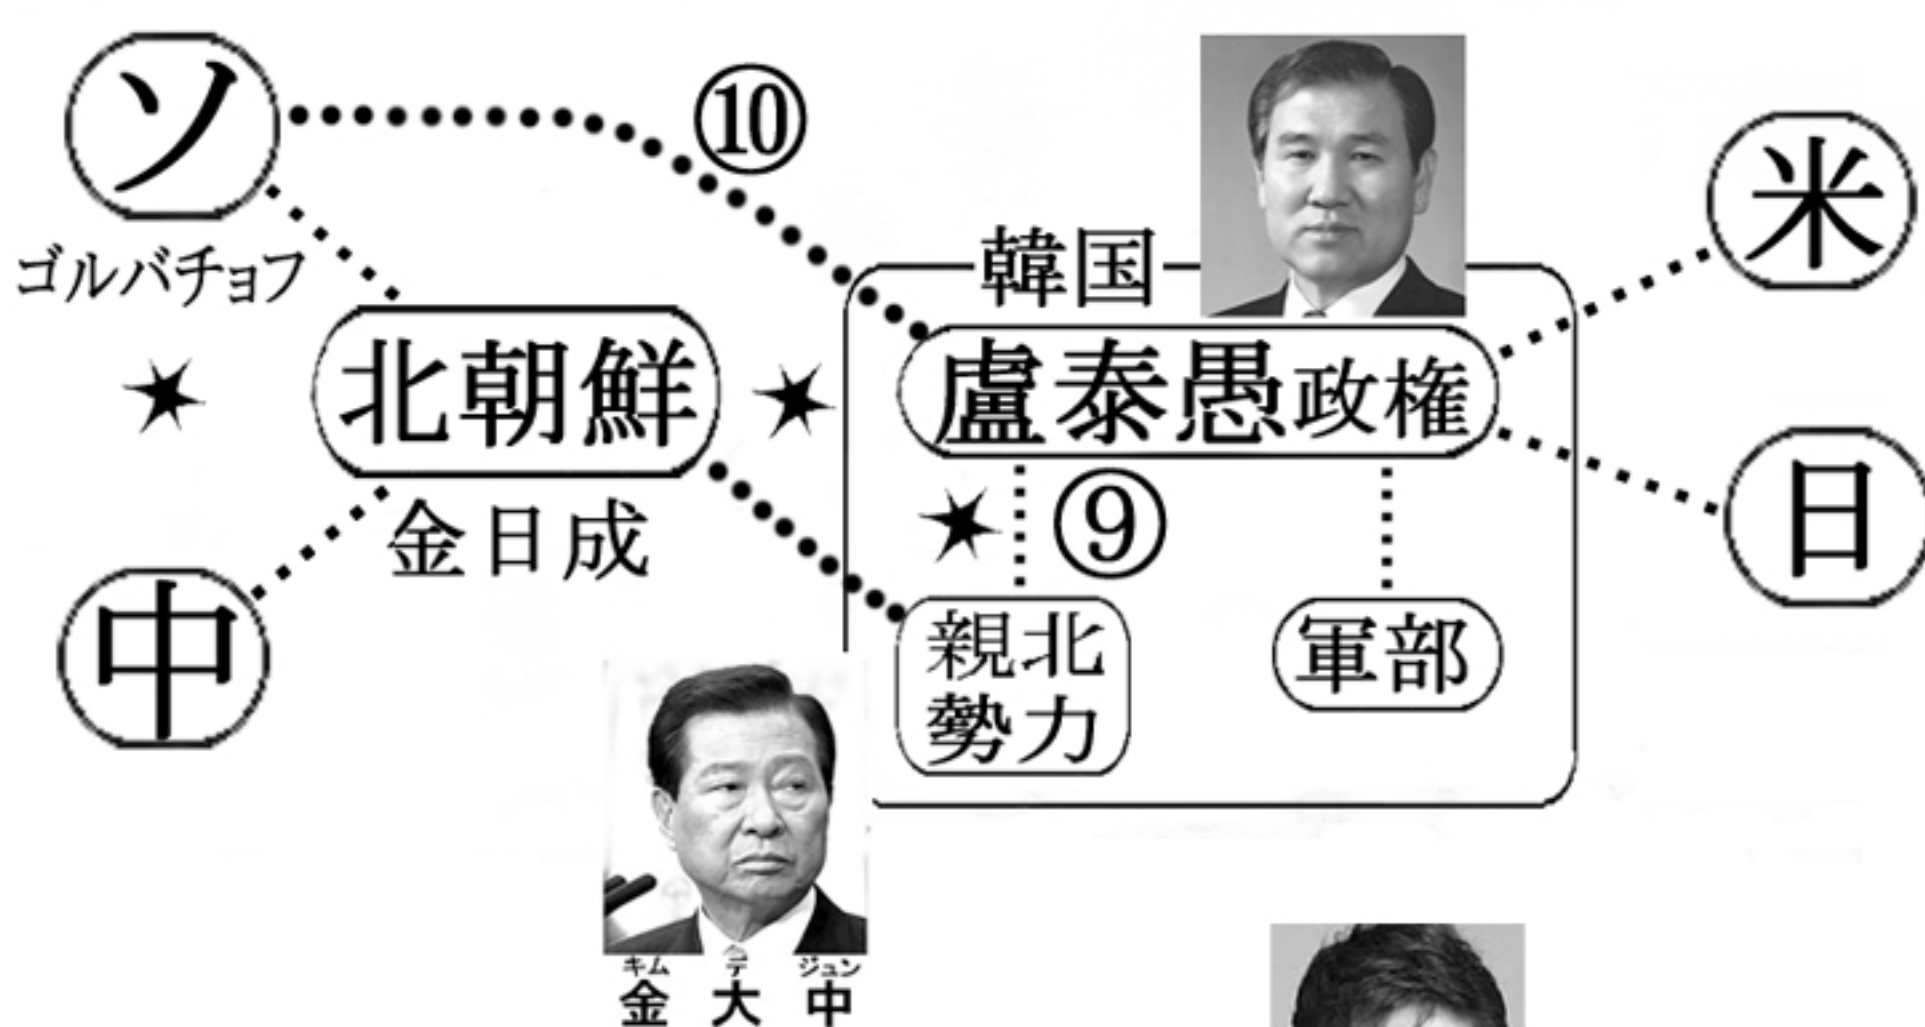 ソ
⑩
米
ゴルバチョフ
韓国
北朝鮮
盧泰愚政権
日
金日成
⑨
中
親北
勢力
軍部
キム デ ジュン
金 大 中